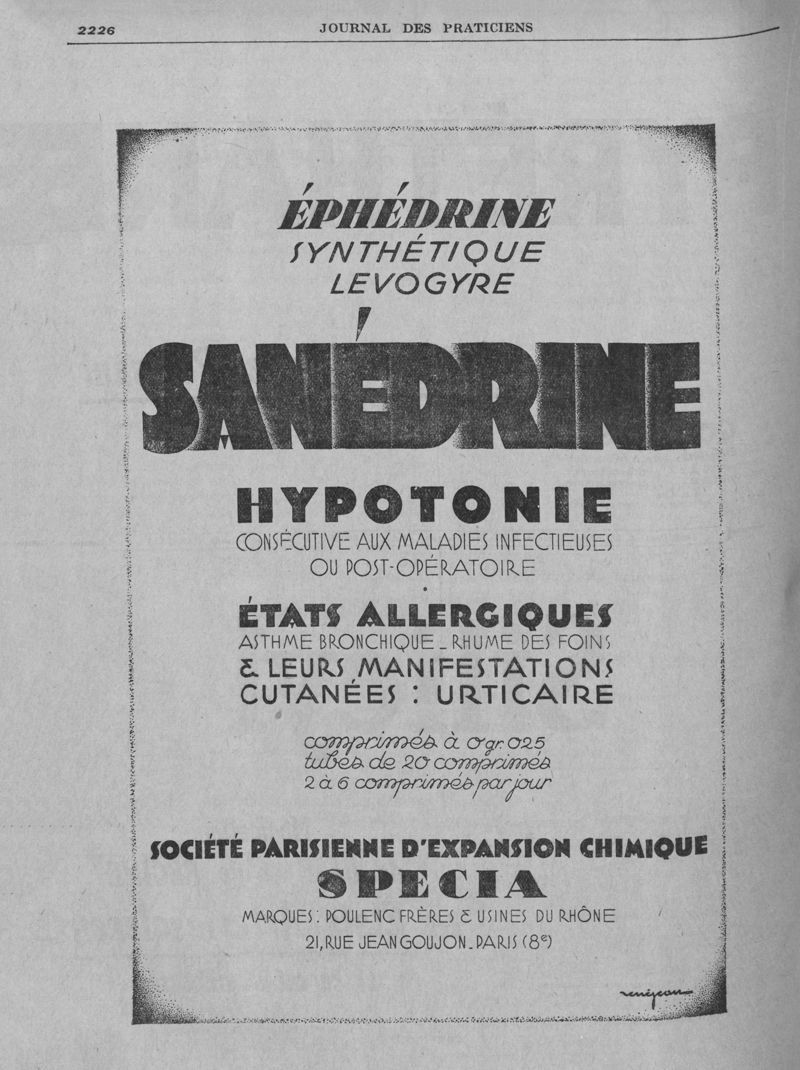 2226
JOURNAL DES PRATICIENS
ÉPHÉDRINE
SYNTHÉTIQUE
LEVOGYRE
SANÉDRINE
HYPOTONIE
CONSÉCUTIVE AUX MALADIES INFECTIEUSES
OU POST-OPÉRATOIRE
ÉTATS ALLERGIQUES
ASTHME BRONCHIQUE - RHUME DES FOINS
& LEURS MANIFESTATIONS
CUTANÉES : URTICAIRE
comprimés à 0 gr. 025
tubes de 20 comprimés
2 à 6 comprimés par jour
SOCIÉTÉ PARISIENNE D'EXPANSION CHIMIQUE
SPECIA
MARQUES : POULENC FRÈRES & USINES DU RHÔNE
21, RUE JEAN GOUJON - PARIS (8e)
renéjean